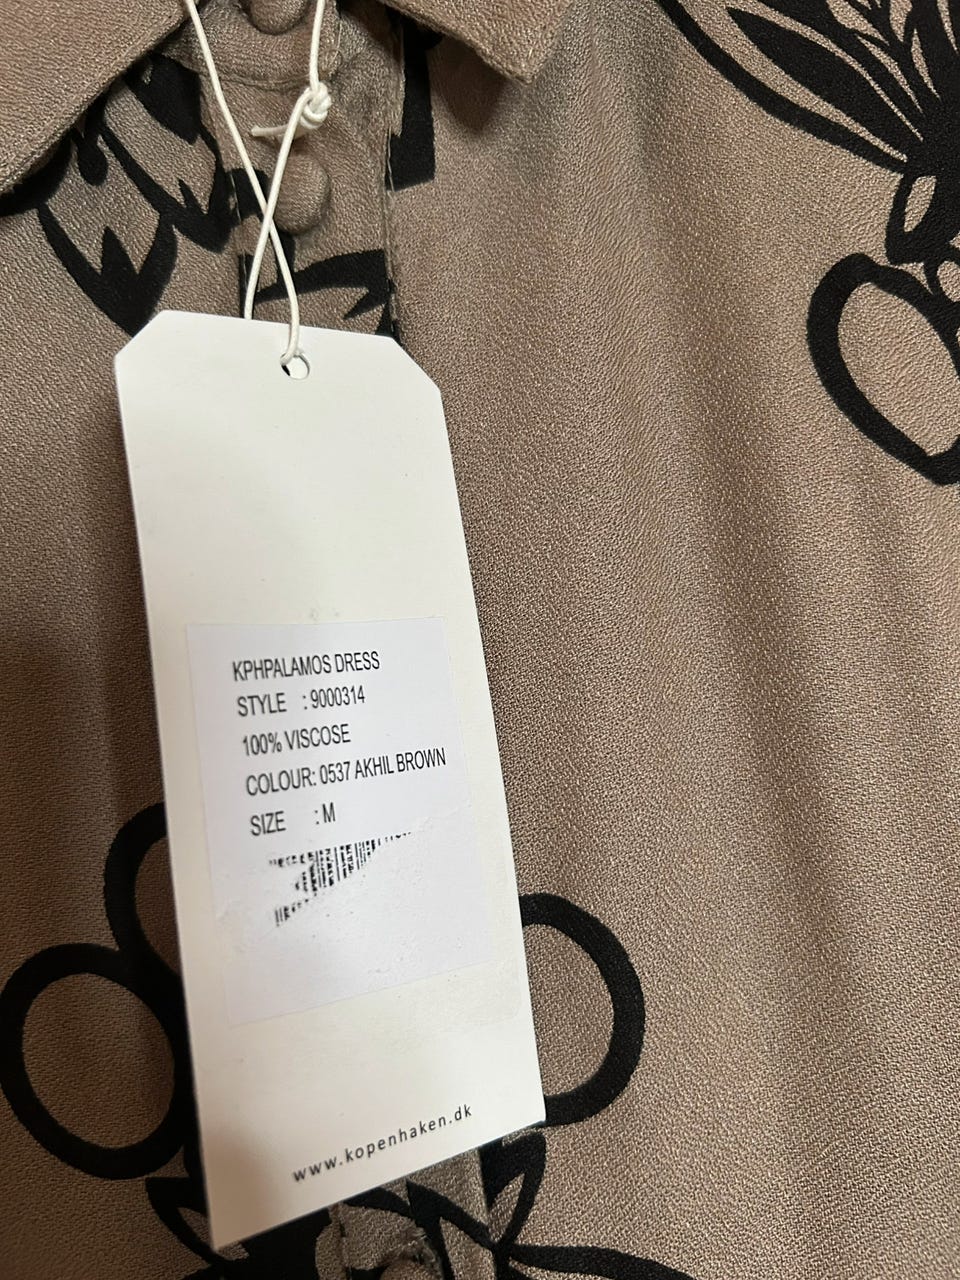 KPHPALAMOS DRESS
STYLE : 9000314
100% VISCOSE
COLOUR: 0537 AKHIL BROWN
SIZE : M
www.kopenhaken.dk